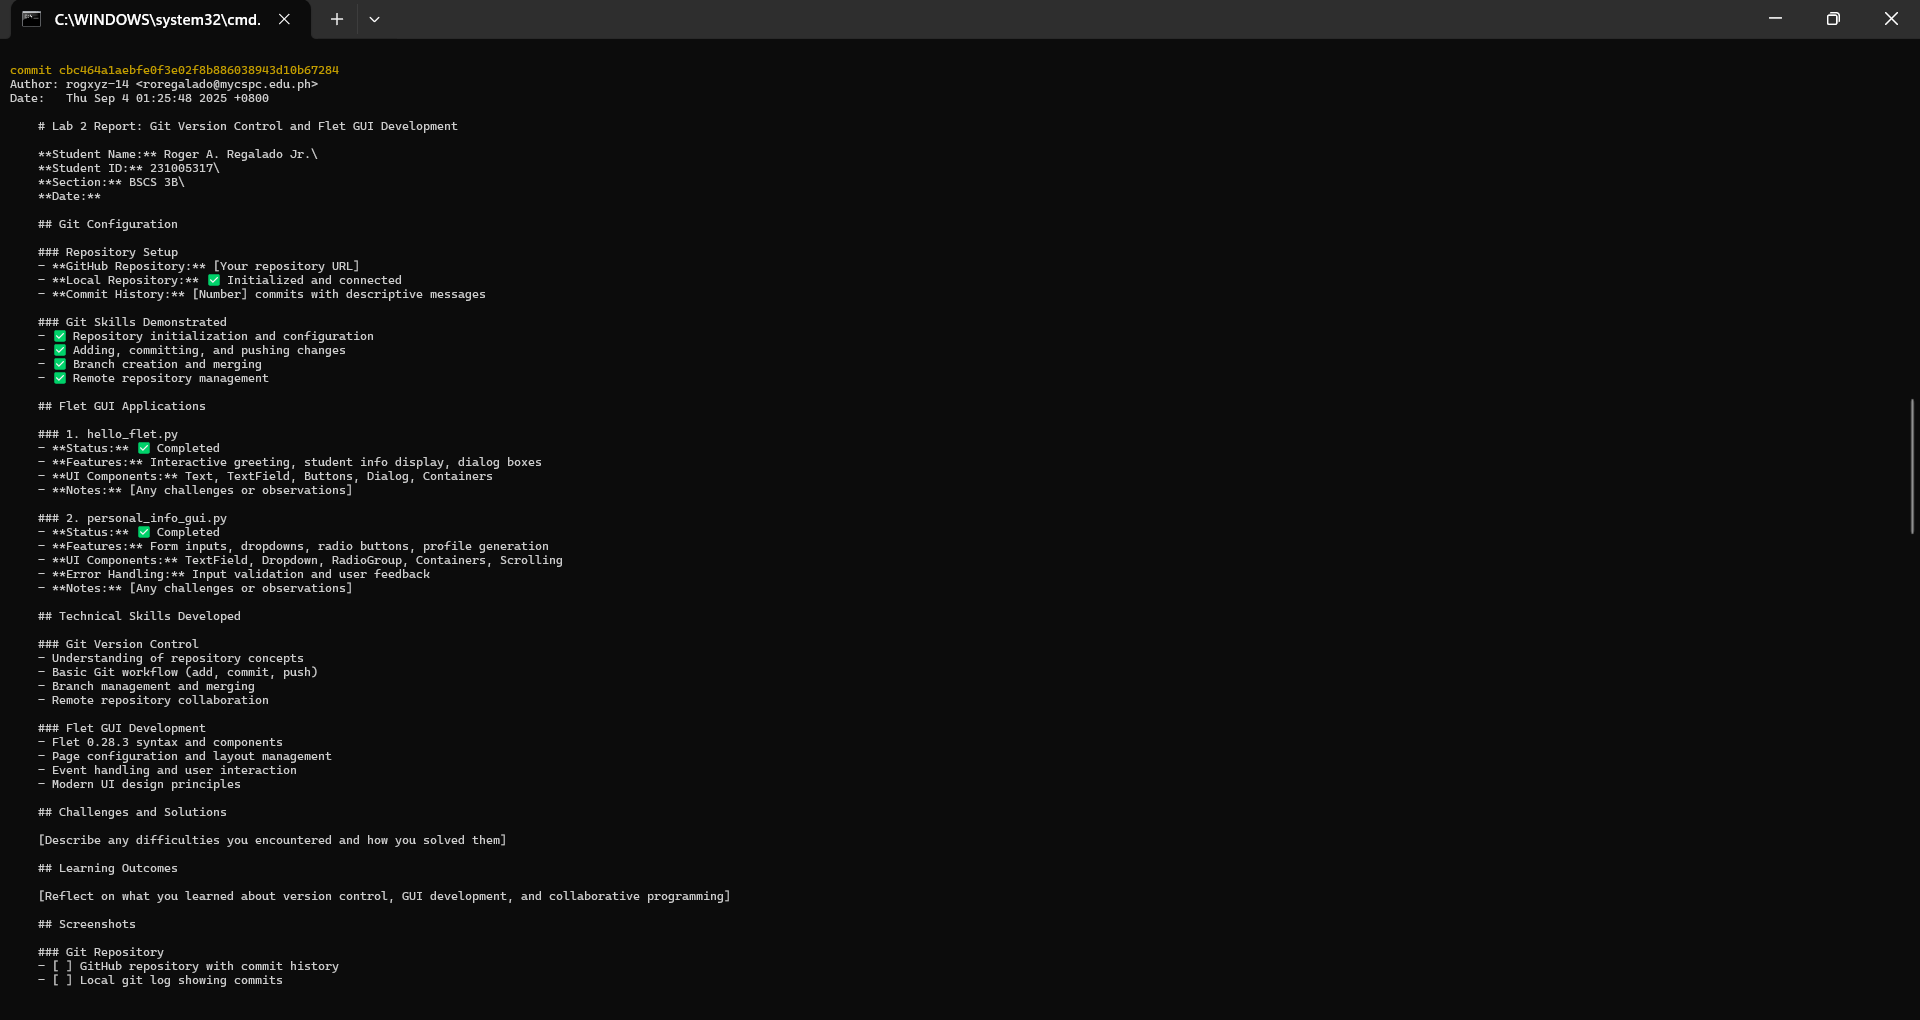 C:\WINDOWS\system32\cmd.
commit cbc464a1aebfe0f3e02f8b886038943d10b67284
Author: rogxyz-14 <roregalado@mycspc.edu.ph>
Date:   Thu Sep 4 01:25:48 2025 +0800
# Lab 2 Report: Git Version Control and Flet GUI Development
**Student Name:** Roger A. Regalado Jr.\
**Student ID:** 231005317\
**Section:** BSCS 3B\
**Date:**
## Git Configuration
### Repository Setup
- **GitHub Repository:** [Your repository URL]
- **Local Repository:** ✅ Initialized and connected
- **Commit History:** [Number] commits with descriptive messages
### Git Skills Demonstrated
- ✅ Repository initialization and configuration
- ✅ Adding, committing, and pushing changes
- ✅ Branch creation and merging
- ✅ Remote repository management
## Flet GUI Applications
### 1. hello_flet.py
- **Status:** ✅ Completed
- **Features:** Interactive greeting, student info display, dialog boxes
- **UI Components:** Text, TextField, Buttons, Dialog, Containers
- **Notes:** [Any challenges or observations]
### 2. personal_info_gui.py
- **Status:** ✅ Completed
- **Features:** Form inputs, dropdowns, radio buttons, profile generation
- **UI Components:** TextField, Dropdown, RadioGroup, Containers, Scrolling
- **Error Handling:** Input validation and user feedback
- **Notes:** [Any challenges or observations]
## Technical Skills Developed
### Git Version Control
- Understanding of repository concepts
- Basic Git workflow (add, commit, push)
- Branch management and merging
- Remote repository collaboration
### Flet GUI Development
- Flet 0.28.3 syntax and components
- Page configuration and layout management
- Event handling and user interaction
- Modern UI design principles
## Challenges and Solutions
[Describe any difficulties you encountered and how you solved them]
## Learning Outcomes
[Reflect on what you learned about version control, GUI development, and collaborative programming]
## Screenshots
### Git Repository
- [ ] GitHub repository with commit history
- [ ] Local git log showing commits